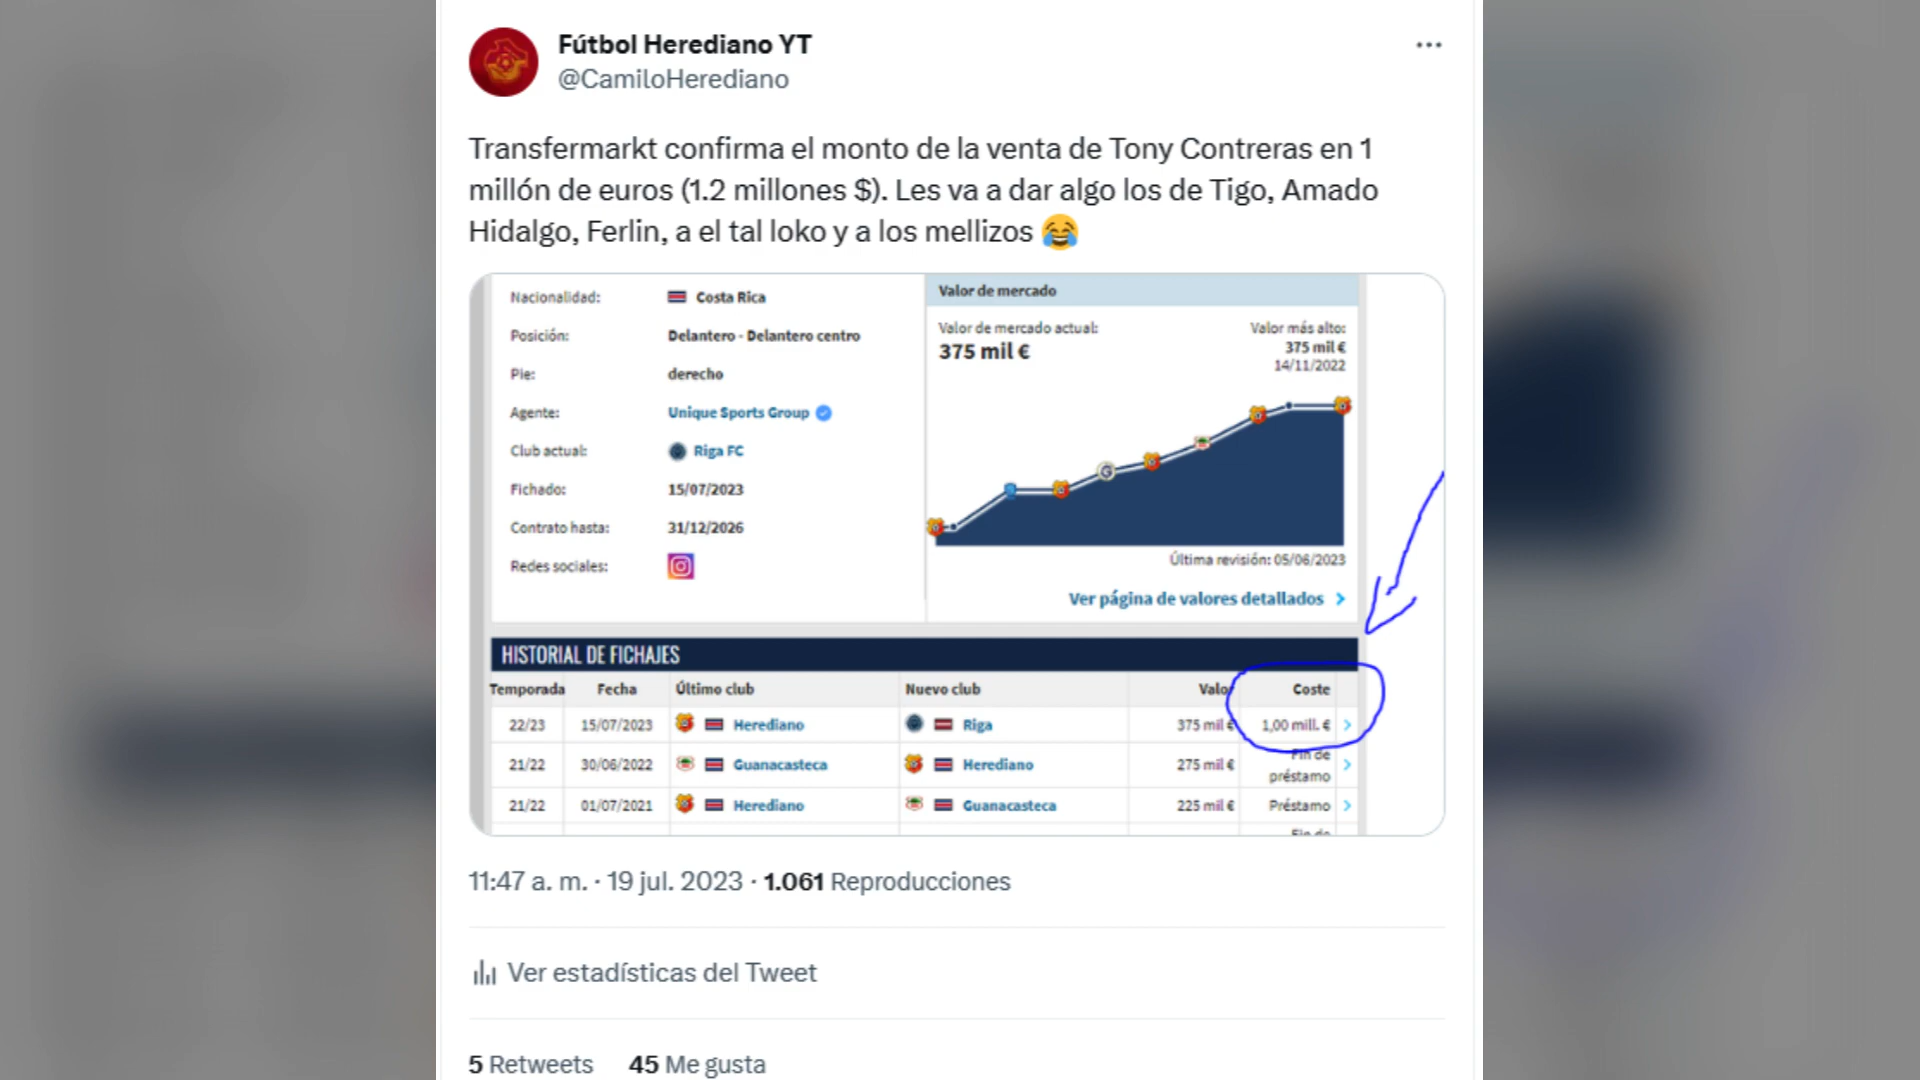 Fútbol Herediano YT
@CamiloHerediano
Transfermarkt confirma el monto de la venta de Tony Contreras en 1
millón de euros (1.2 millones $). Les va a dar algo los de Tigo, Amado
Hidalgo, Ferlin, a el tal loko y a los mellizos 😂
Nacionalidad: Costa Rica
Posición: Delantero - Delantero centro
Pie: derecho
Agente: Unique Sports Group
Club actual: Riga FC
Fichado: 15/07/2023
Contrato hasta: 31/12/2026
Redes sociales:
Valor de mercado
Valor de mercado actual: Valor más alto:
375 mil € 375 mil €
14/11/2022
Última revisión: 05/06/2023
Ver página de valores detallados
HISTORIAL DE FICHAJES
Temporada Fecha Último club Nuevo club Valor Coste
22/23 15/07/2023 Herediano Riga 375 mil € 1,00 mill. €
21/22 30/06/2022 Guanacasteca Herediano 275 mil € Fin de
préstamo
21/22 01/07/2021 Herediano Guanacasteca 225 mil € Préstamo
Fin de
11:47 a. m. · 19 jul. 2023 · 1.061 Reproducciones
Ver estadísticas del Tweet
5 Retweets 45 Me gusta